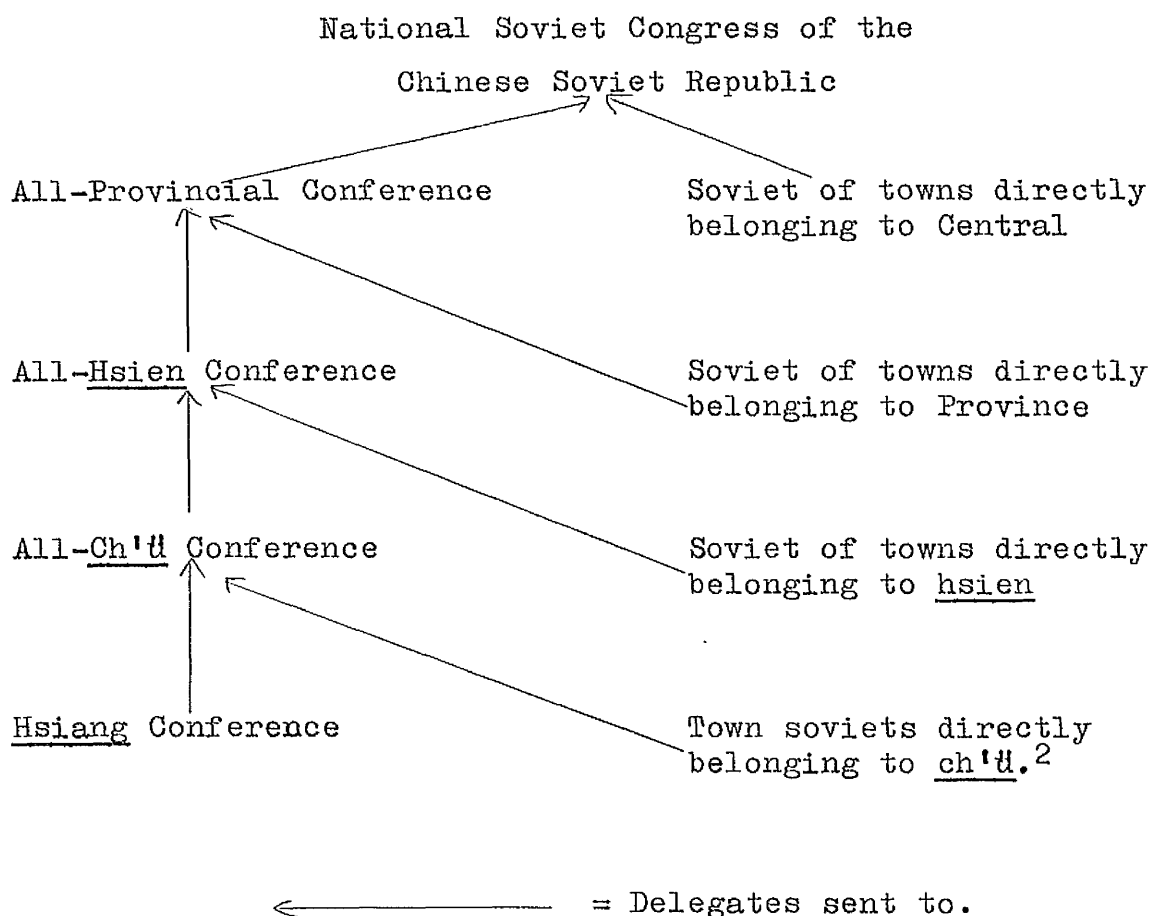 National Soviet Congress of the
Chinese Soviet Republic
All-Provincial Conference
Soviet of towns directly
belonging to Central
All-Hsien Conference
Soviet of towns directly
belonging to Province
All-Ch'ü Conference
Soviet of towns directly
belonging to hsien
Hsiang Conference
Town soviets directly
belonging to ch'ü.2
= Delegates sent to.